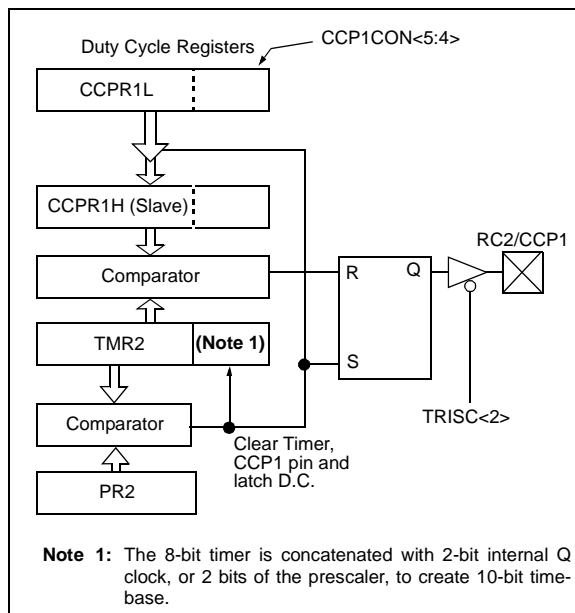 Duty Cycle Registers
CCP1CON<5:4>
CCPR1L
CCPR1H (Slave)
Comparator
R
Q
RC2/CCP1
TMR2
(Note 1)
S
Comparator
TRISC<2>
Clear Timer,
CCP1 pin and
latch D.C.
PR2
Note 1: The 8-bit timer is concatenated with 2-bit internal Q
clock, or 2 bits of the prescaler, to create 10-bit time-
base.